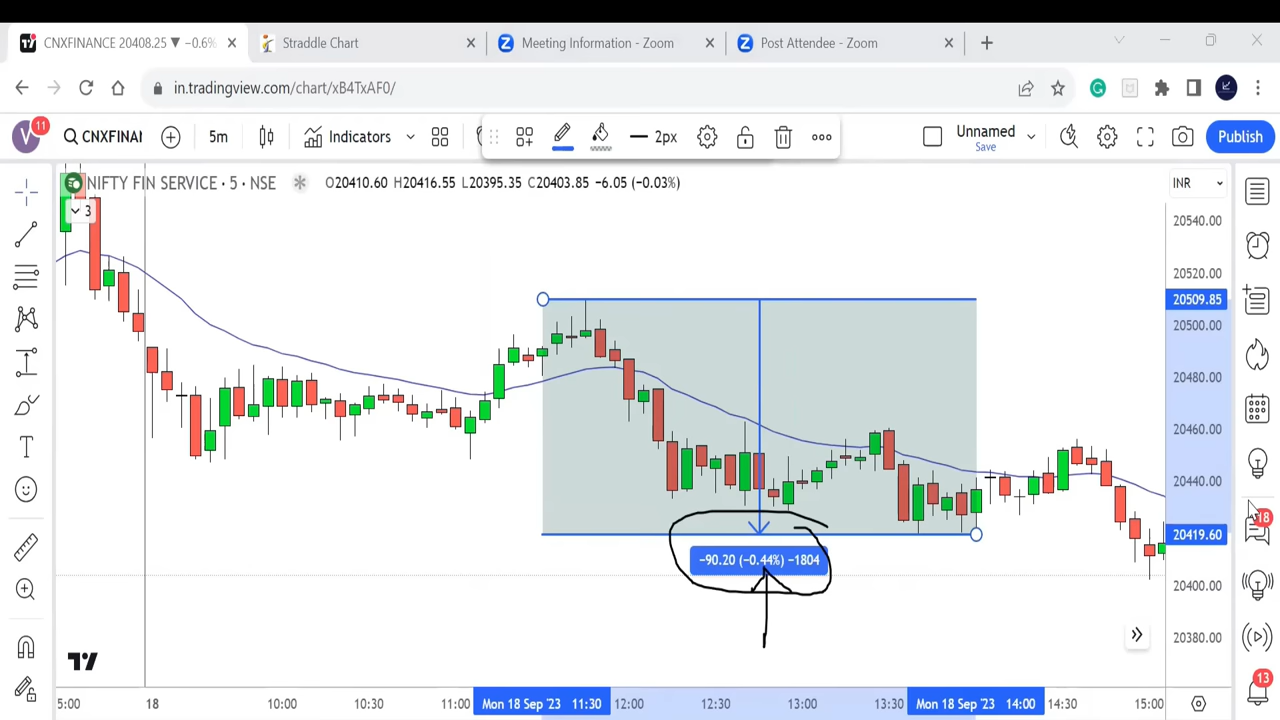 CNXFINANCE 20408.25 ▼ −0.6%
Straddle Chart
Meeting Information - Zoom
Post Attendee - Zoom
in.tradingview.com/chart/xB4TxAF0/
V
11
CNXFINAN
5m
Indicators
2px
Unnamed
Save
Publish
NIFTY FIN SERVICE · 5 · NSE
O20410.60 H20416.55 L20395.35 C20403.85 −6.05 (−0.03%)
3
INR
20540.00
20520.00
20509.85
20500.00
20480.00
20460.00
20440.00
20419.60
20400.00
20380.00
−90.20 (−0.44%) −1804
18
13
5:00
18
10:00
10:30
11:00
Mon 18 Sep '23 11:30
12:00
12:30
13:00
13:30
Mon 18 Sep '23 14:00
14:30
15:00